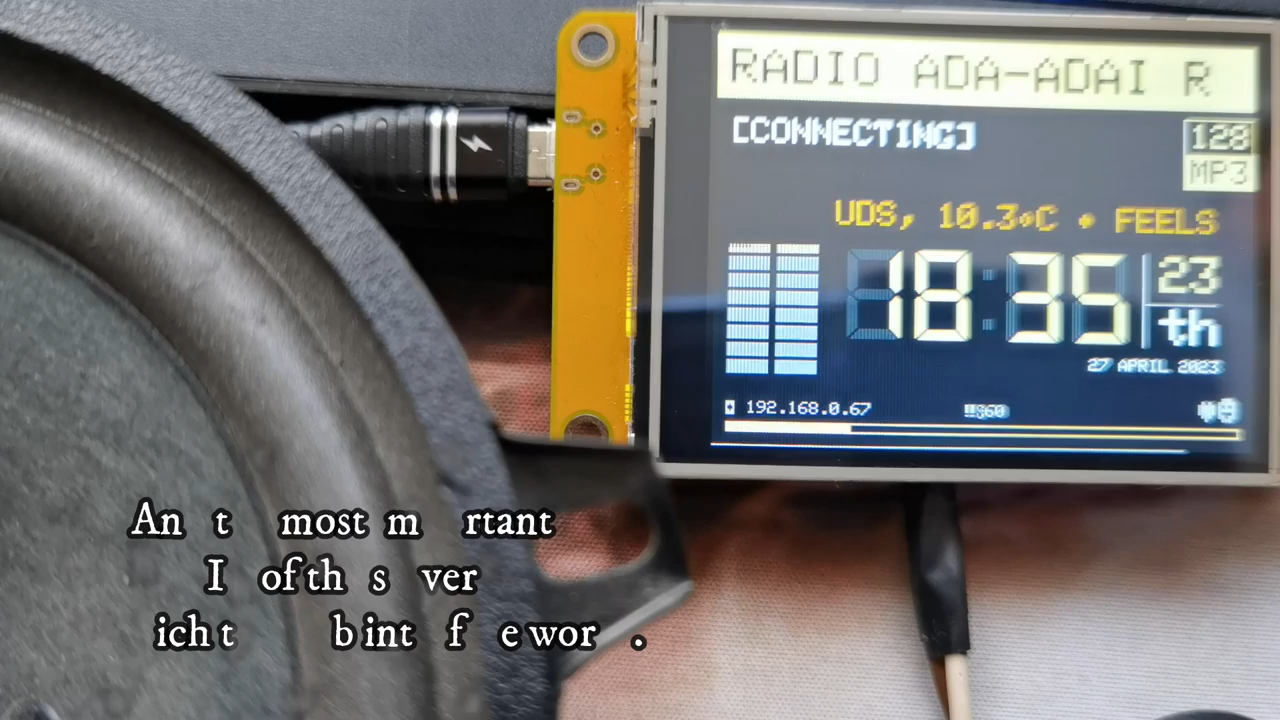 RADIO ADA-ADAI R
[CONNECTING]
128
MP3
UDS, 10.3°C • FEELS
18:35
23
th
27 APRIL 2023
192.168.0.67
An t most m rtant
I of th s ver
ich t b int f e wor .